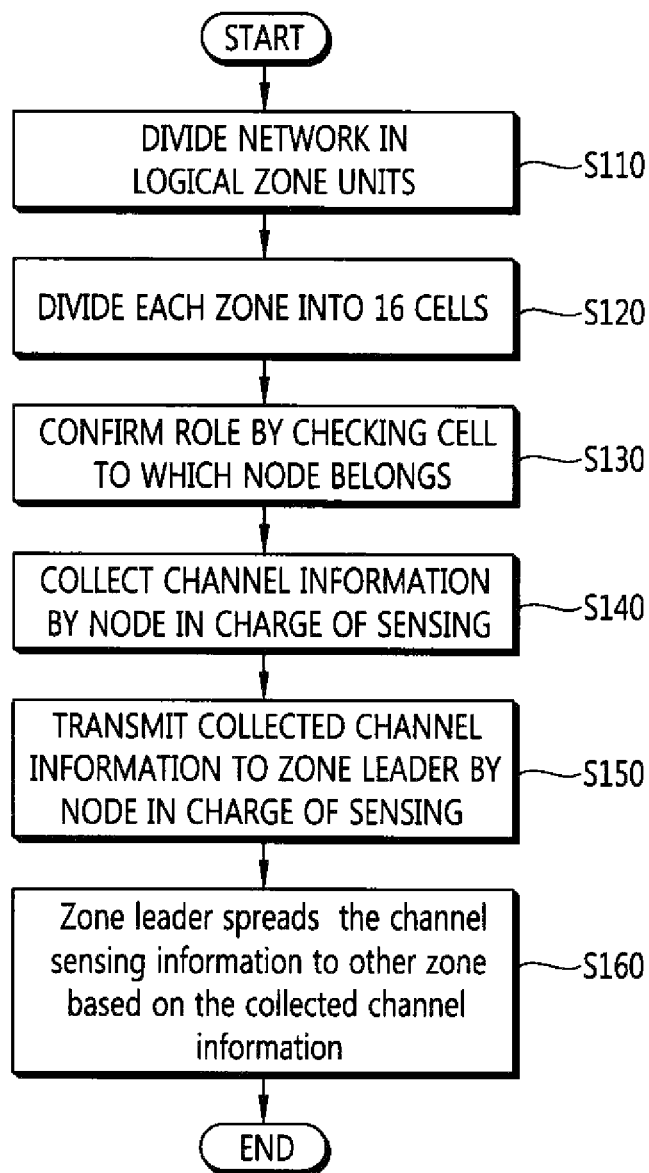 START
DIVIDE NETWORK IN
LOGICAL ZONE UNITS
S110
DIVIDE EACH ZONE INTO 16 CELLS
S120
CONFIRM ROLE BY CHECKING CELL
TO WHICH NODE BELONGS
S130
COLLECT CHANNEL INFORMATION
BY NODE IN CHARGE OF SENSING
S140
TRANSMIT COLLECTED CHANNEL
INFORMATION TO ZONE LEADER BY
NODE IN CHARGE OF SENSING
S150
Zone leader spreads the channel
sensing information to other zone
based on the collected channel
information
S160
END